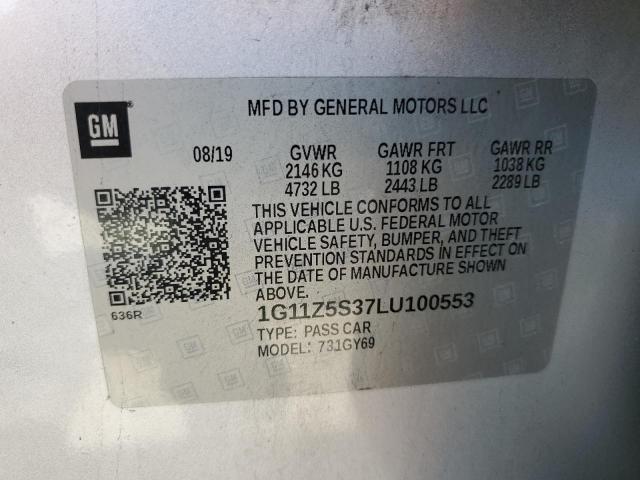 MFD BY GENERAL MOTORS LLC
GM
08/19 GVWR GAWR FRT GAWR RR
2146 KG 1108 KG 1038 KG
4732 LB 2443 LB 2289 LB
THIS VEHICLE CONFORMS TO ALL
APPLICABLE U.S. FEDERAL MOTOR
VEHICLE SAFETY, BUMPER, AND THEFT
PREVENTION STANDARDS IN EFFECT ON
THE DATE OF MANUFACTURE SHOWN
ABOVE.
636R
1G11Z5S37LU100553
TYPE: PASS CAR
MODEL: 731GY69